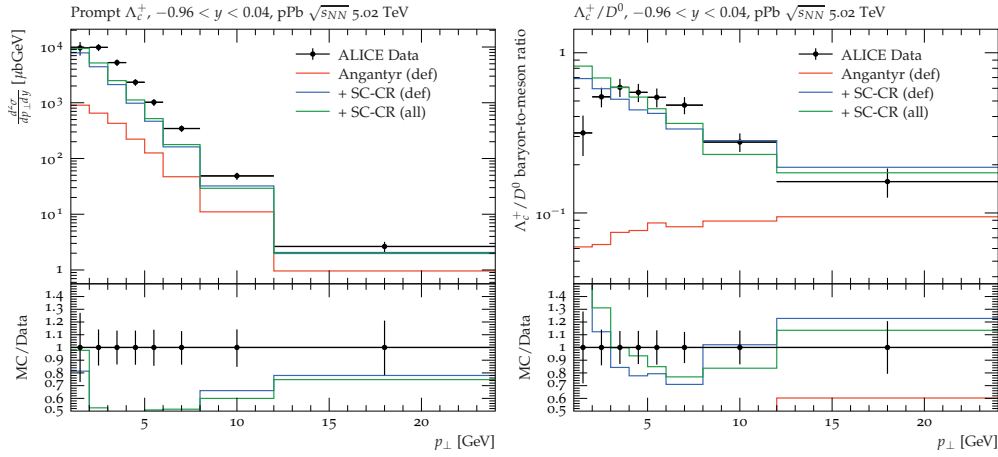 Prompt Λc+, −0.96 < y < 0.04, pPb √sNN 5.02 TeV
d²σ/dp⊥dy [μbGeV]
10⁴
10³
10²
10¹
1
ALICE Data
Angantyr (def)
+ SC-CR (def)
+ SC-CR (all)
MC/Data
1.4
1.3
1.2
1.1
1.0
0.9
0.8
0.7
0.6
0.5
5
10
15
20
p⊥ [GeV]
Λc+/D⁰, −0.96 < y < 0.04, pPb √sNN 5.02 TeV
Λc+/D⁰ baryon-to-meson ratio
1
10⁻¹
ALICE Data
Angantyr (def)
+ SC-CR (def)
+ SC-CR (all)
MC/Data
1.4
1.3
1.2
1.1
1.0
0.9
0.8
0.7
0.6
0.5
5
10
15
20
p⊥ [GeV]